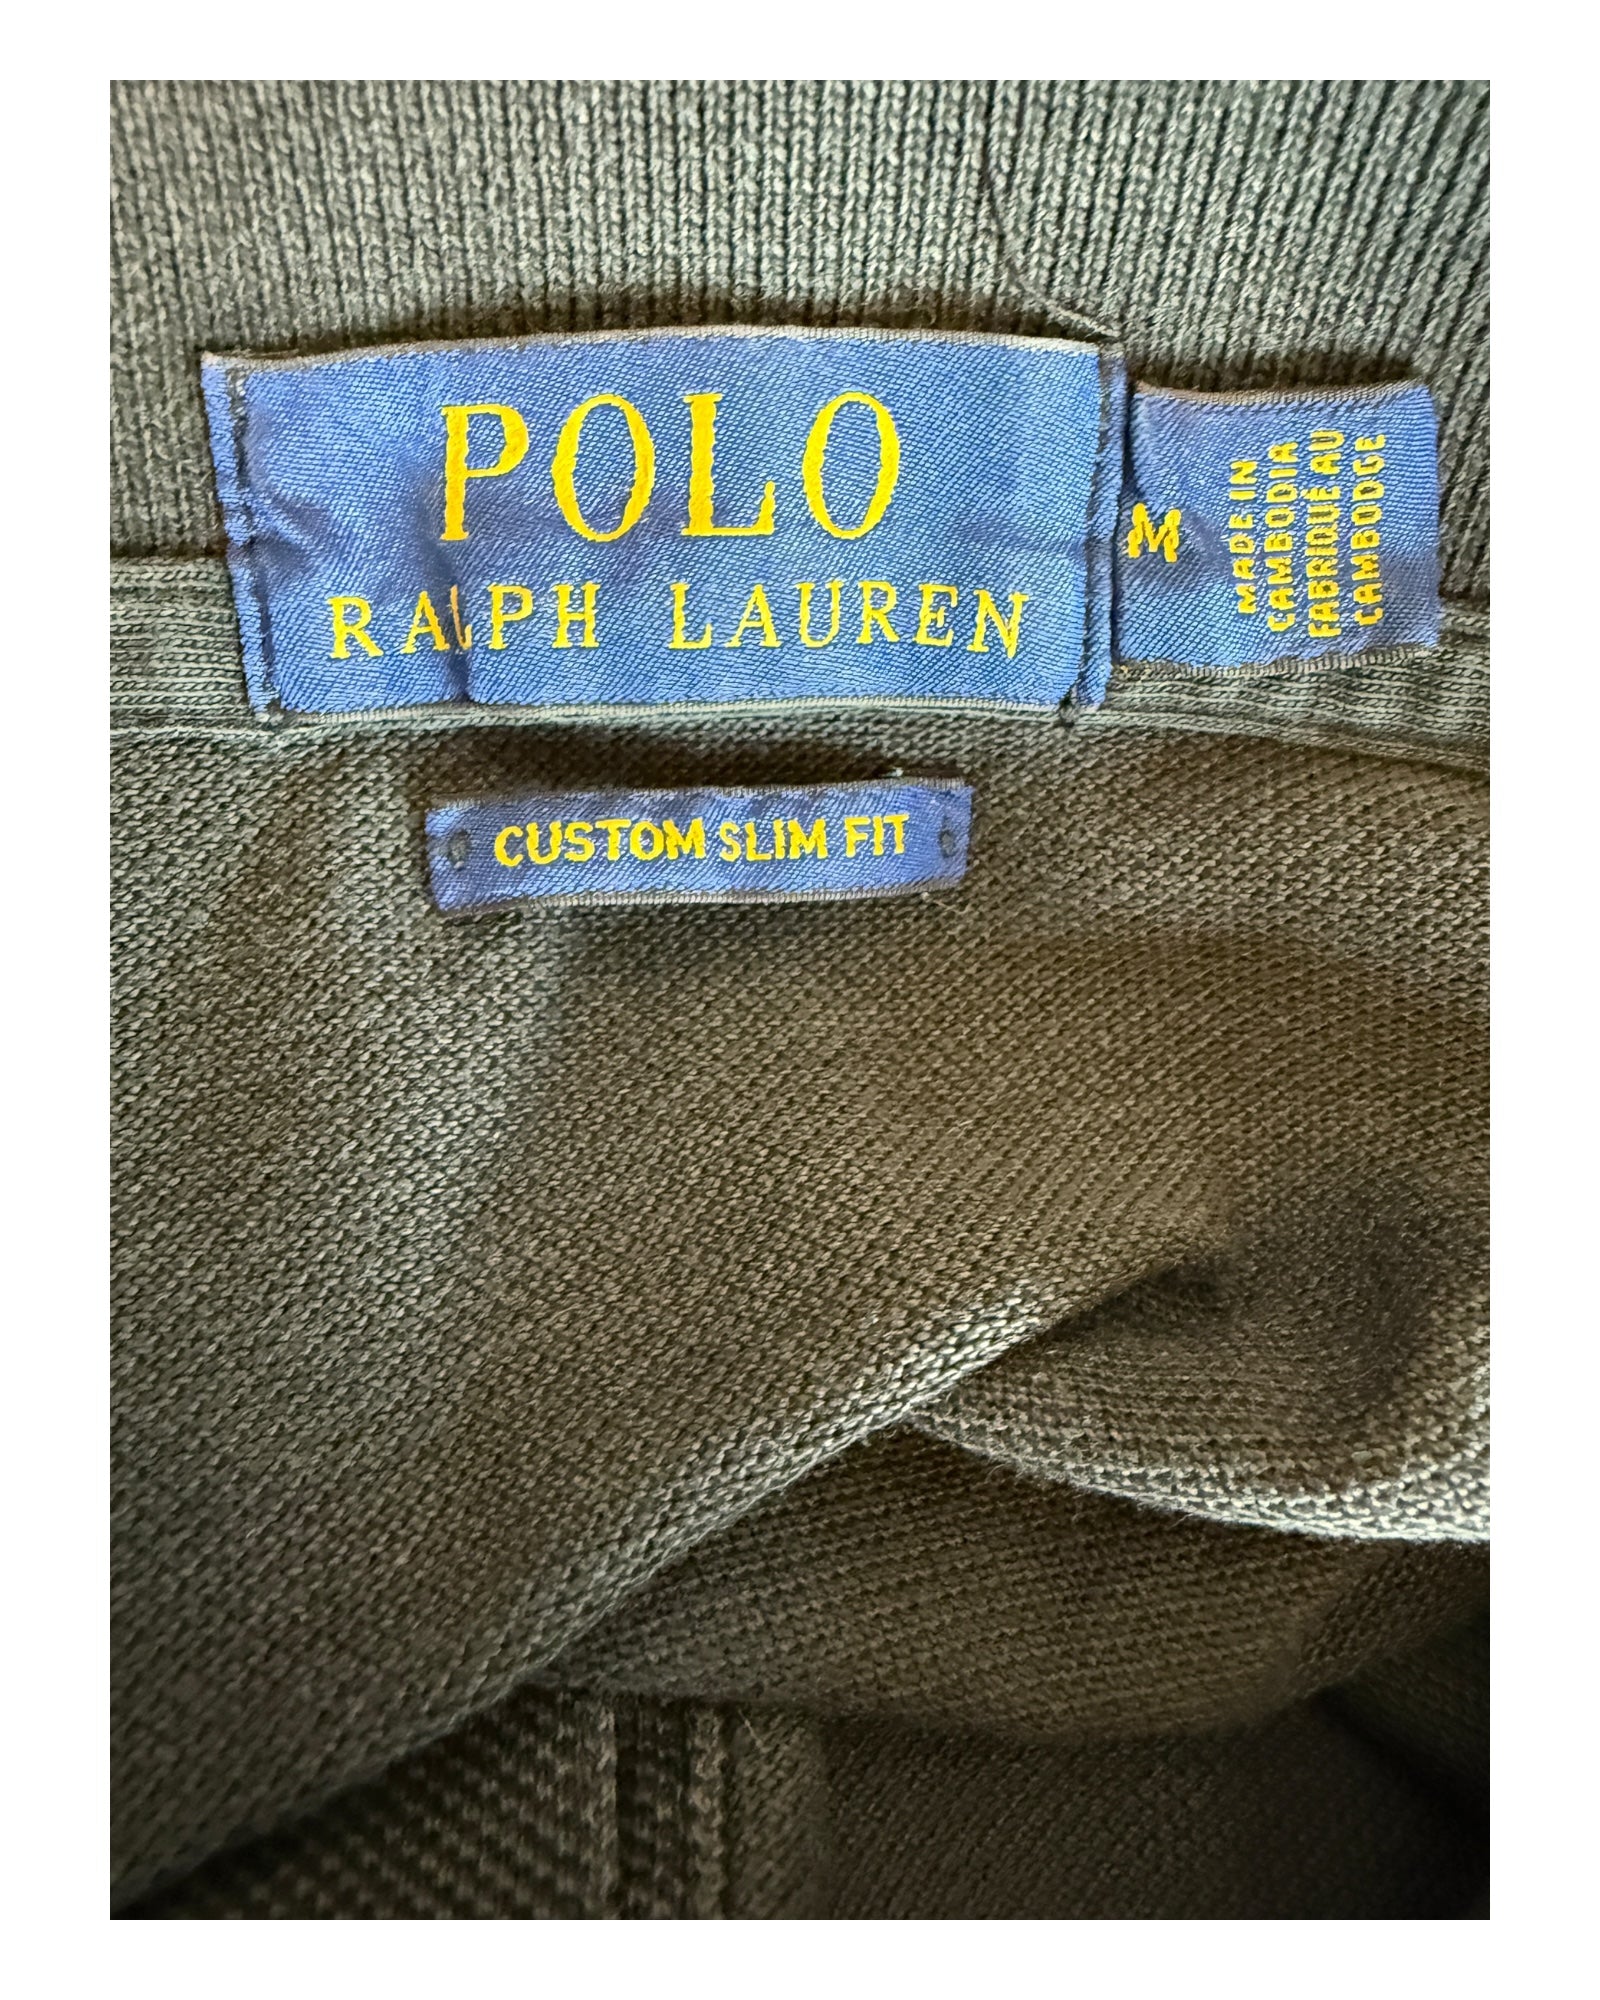 POLO
RALPH LAUREN
M
MADE IN
CAMBODIA
FABRIQUÉ AU
CAMBODGE
CUSTOM SLIM FIT